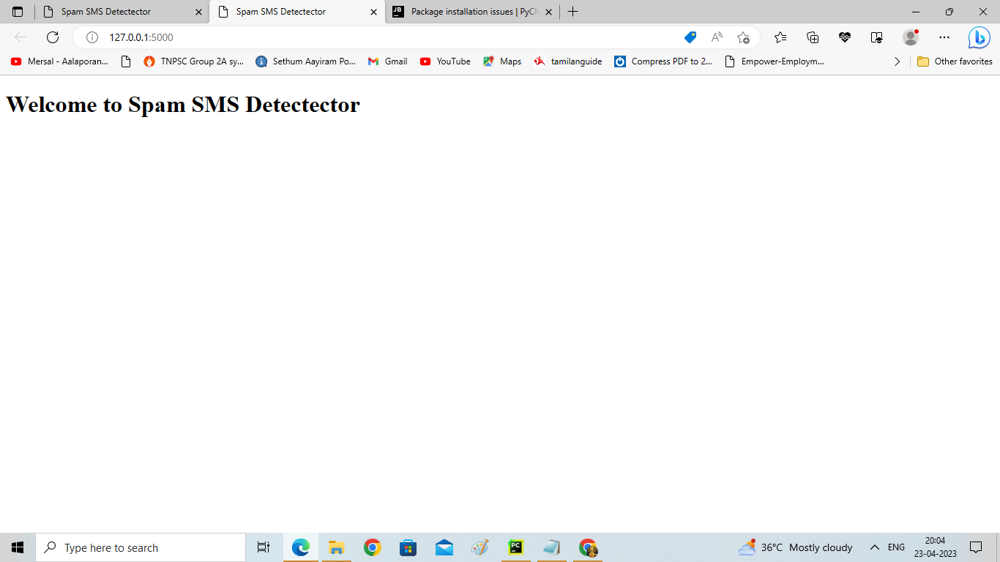 Spam SMS Detectector
Spam SMS Detectector
Package installation issues | PyCh
127.0.0.1:5000
Mersal - Aalaporan...
TNPSC Group 2A sy...
Sethum Aayiram Po...
Gmail
YouTube
Maps
tamilanguide
Compress PDF to 2...
Empower-Employm...
Other favorites
Welcome to Spam SMS Detectector
Type here to search
36°C Mostly cloudy
ENG
20:04
23-04-2023